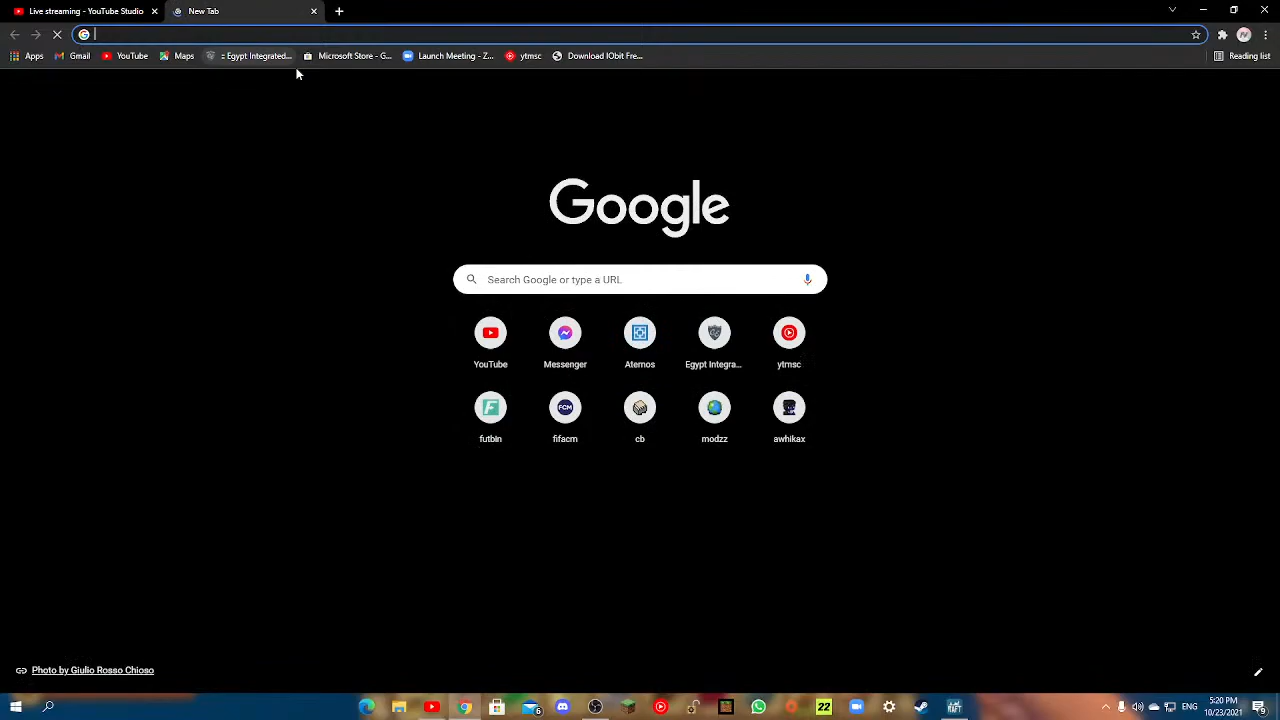 Live streaming - YouTube Studio
New Tab
Apps
Gmail
YouTube
Maps
:: Egypt Integrated...
Microsoft Store - G...
Launch Meeting - Z...
ytmsc
Download IObit Fre...
Reading list
Google
Search Google or type a URL
YouTube
Messenger
Aternos
Egypt Integra...
ytmsc
futbin
fifacm
cb
modzz
awhikax
Photo by Giulio Rosso Chioso
22
ENG
5:20 PM
10/23/2021